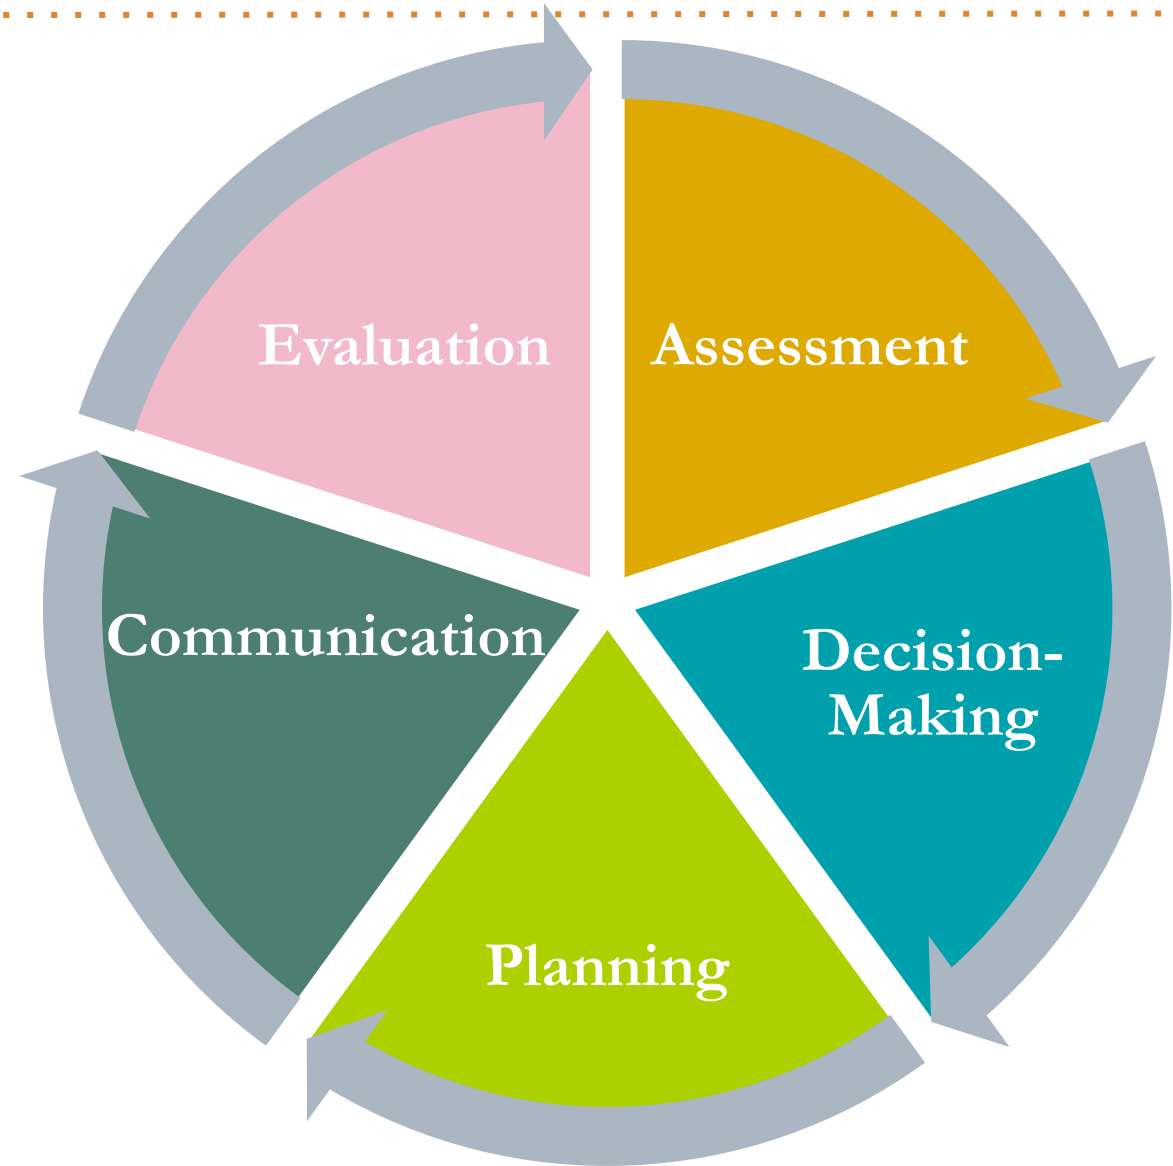 Evaluation
Assessment
Decision-
Making
Planning
Communication